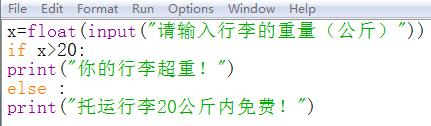 File Edit Format Run Options Window Help
x=float(input("请输入行李的重量（公斤）"))
if x>20:
print("你的行李超重！")
else :
print("托运行李20公斤内免费！")